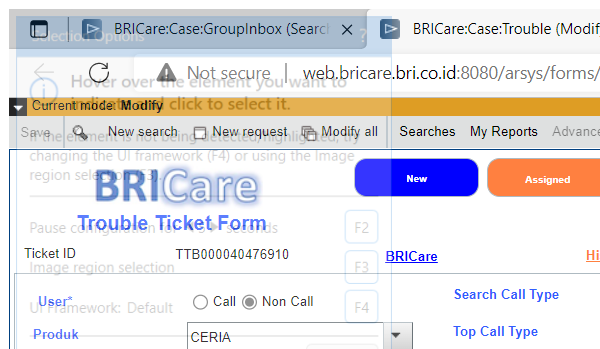 BRICare:Case:GroupInbox (Search
BRICare:Case:Trouble (Modif
Selection Options ?
Not secure web.bricare.bri.co.id:8080/arsys/forms/
Hover over the element you want to
indicate and click to select it.
Current mode: Modify
Save New search New request Modify all Searches My Reports Advance
If the element is not being detected/highlighted, try
changing the UI framework (F4) or using the Image
region selection (F3).
BRICare
New Assigned
Trouble Ticket Form
Pause configuration for seconds F2
Ticket ID TTB000040476910 BRICare Hi
Image region selection F3
User* Call Non Call Search Call Type
UI Framework: Default F4
Produk CERIA Top Call Type